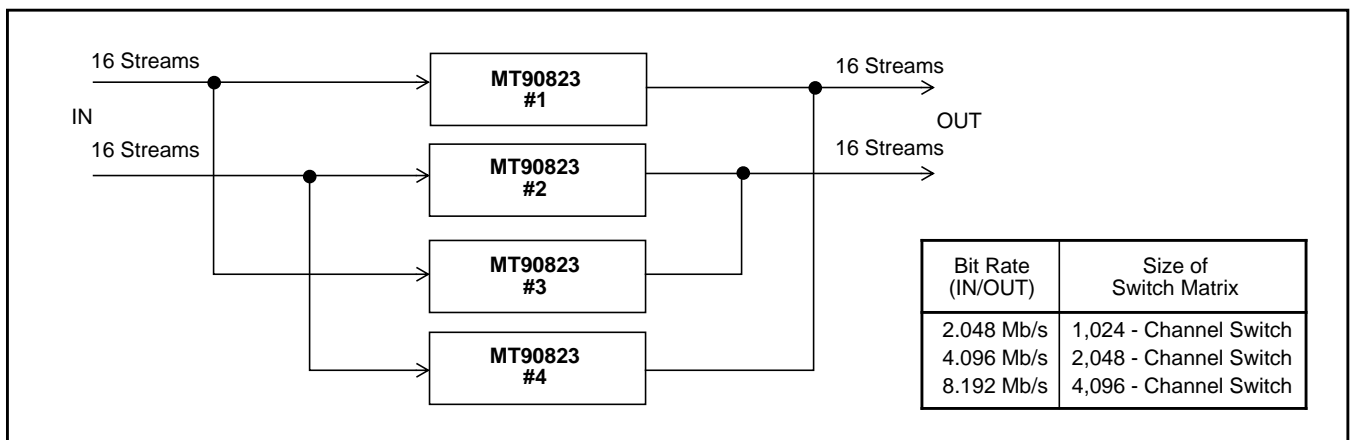 16 Streams
MT90823
#1
16 Streams
IN
OUT
16 Streams
MT90823
#2
16 Streams
MT90823
#3
MT90823
#4
Bit Rate
(IN/OUT)
Size of
Switch Matrix
2.048 Mb/s 1,024 - Channel Switch
4.096 Mb/s 2,048 - Channel Switch
8.192 Mb/s 4,096 - Channel Switch